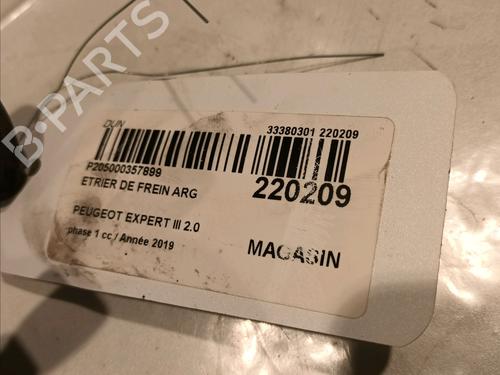 DUN
33380301 220209
P205000357899
ETRIER DE FREIN ARG
220209
PEUGEOT EXPERT III 2.0
phase 1 cc / Année 2019
MAGASIN
B-PARTS